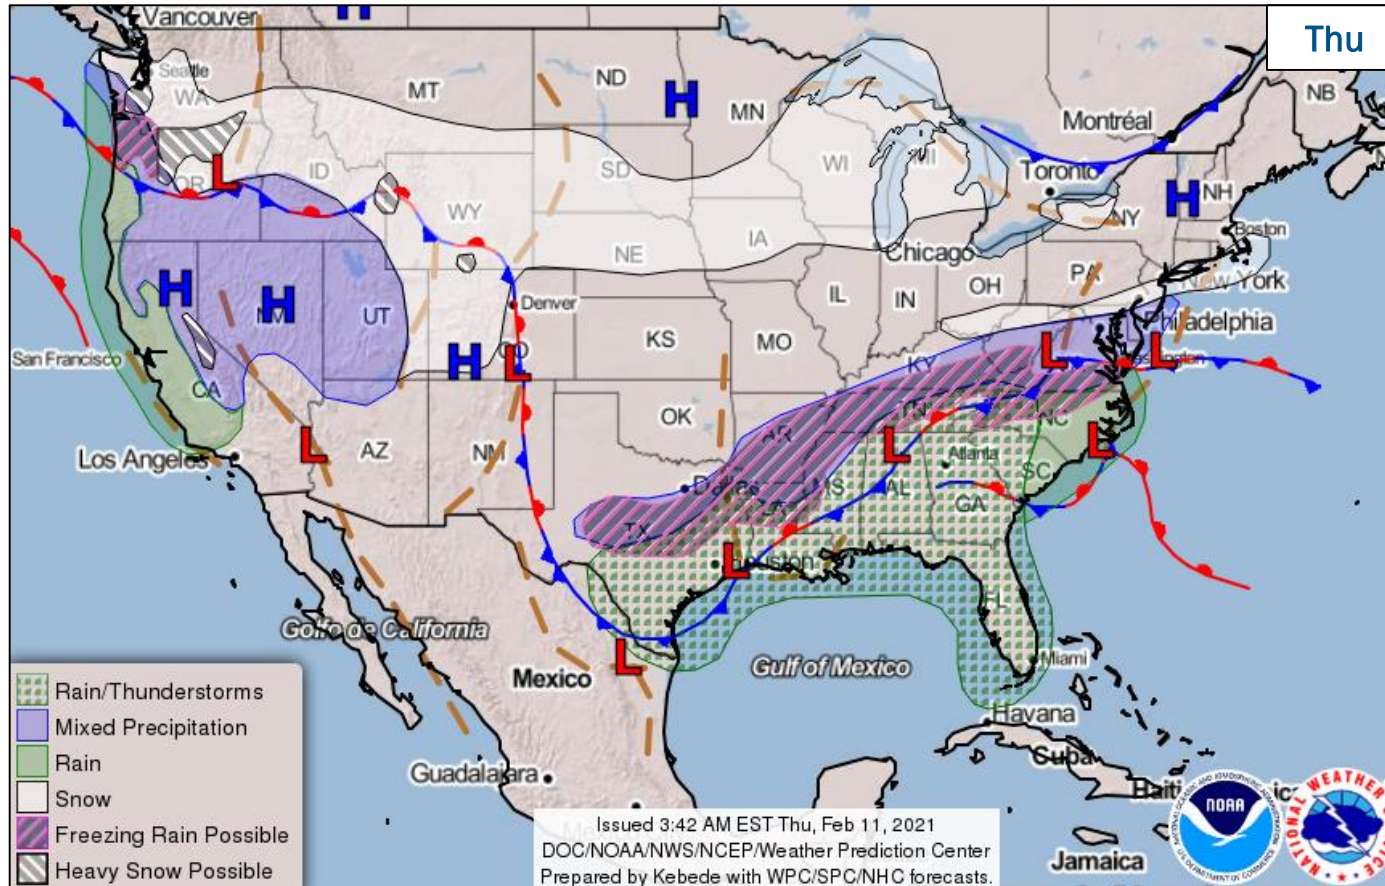 Thu
Vancouver
H
Seattle
WA
MT
ND
H
MN
Montréal
NB
OR
L
ID
SD
WI
MI
Toronto
NH
H
NY
WY
Boston
NE
IA
Chicago
H
H
NV
UT
Denver
IL
IN
OH
PA
New York
Philadelphia
San Francisco
CA
H
CO
L
KS
MO
KY
L
L
Washington
Los Angeles
L
AZ
NM
OK
AR
TN
NC
L
L
Atlanta
SC
Dallas
MS
AL
GA
TX
LA
L
Houston
FL
Golfo de California
L
Mexico
Gulf of Mexico
Miami
Havana
Cuba
Guadalajara
Jamaica
Rain/Thunderstorms
Mixed Precipitation
Rain
Snow
Freezing Rain Possible
Heavy Snow Possible
Issued 3:42 AM EST Thu, Feb 11, 2021
DOC/NOAA/NWS/NCEP/Weather Prediction Center
Prepared by Kebede with WPC/SPC/NHC forecasts.
NOAA